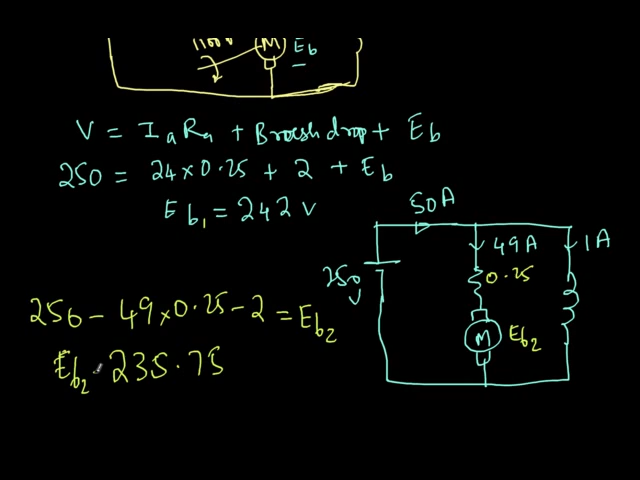 M Eb
V = IaRa + Brush drop + Eb
250 = 24 × 0.25 + 2 + Eb
Eb1 = 242 V
50A
49A 1A
250 V
0.25
M Eb2
250 - 49 × 0.25 - 2 = Eb2
Eb2 . 235.75